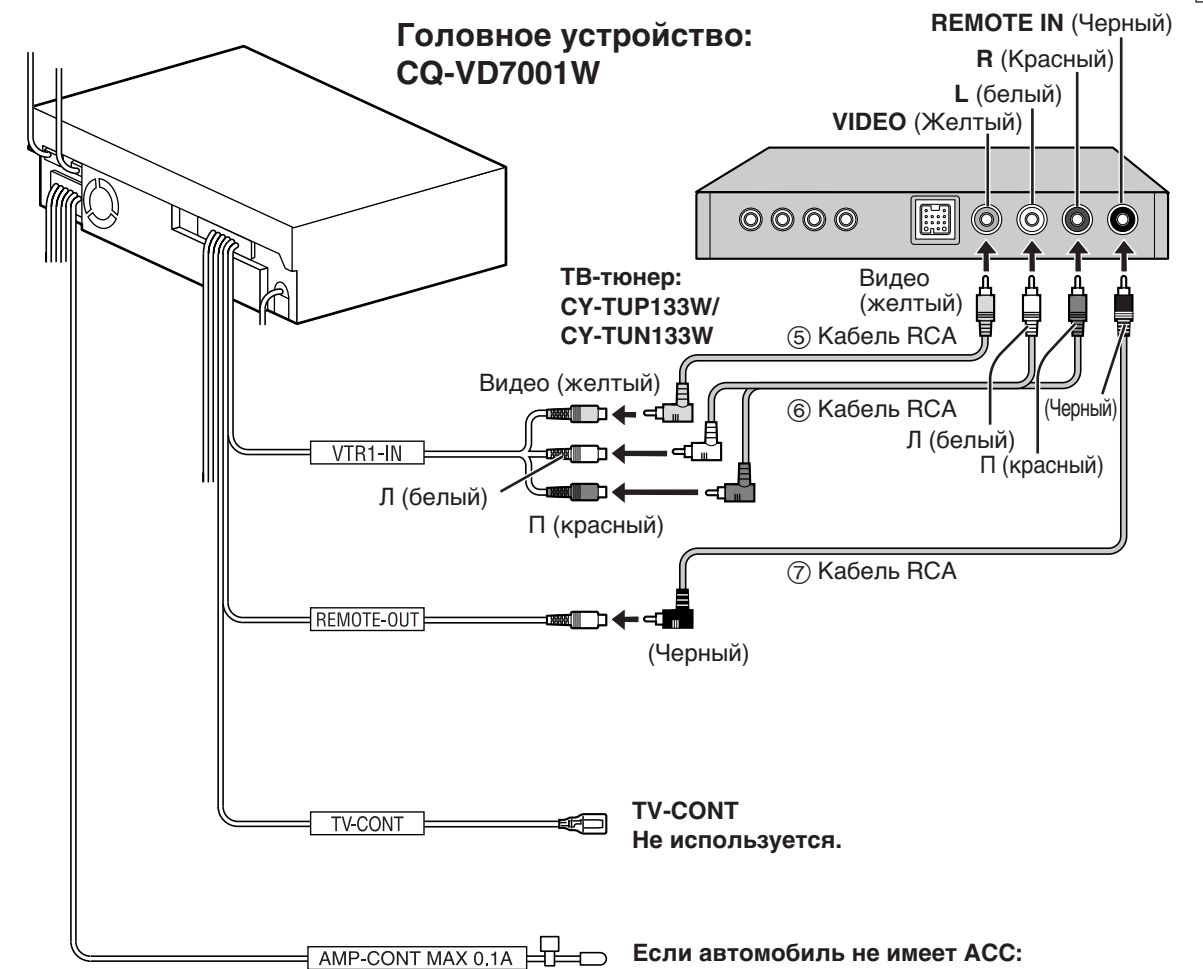 Головное устройство:
CQ-VD7001W
REMOTE IN (Черный)
R (Красный)
L (белый)
VIDEO (Желтый)
ТВ-тюнер:
CY-TUP133W/
CY-TUN133W
Видео
(желтый)
⑤ Кабель RCA
Видео (желтый)
⑥ Кабель RCA
(Черный)
Л (белый)
П (красный)
VTR1-IN
Л (белый)
П (красный)
⑦ Кабель RCA
REMOTE-OUT
(Черный)
TV-CONT
TV-CONT
Не используется.
AMP-CONT MAX 0.1A
Если автомобиль не имеет ACC: